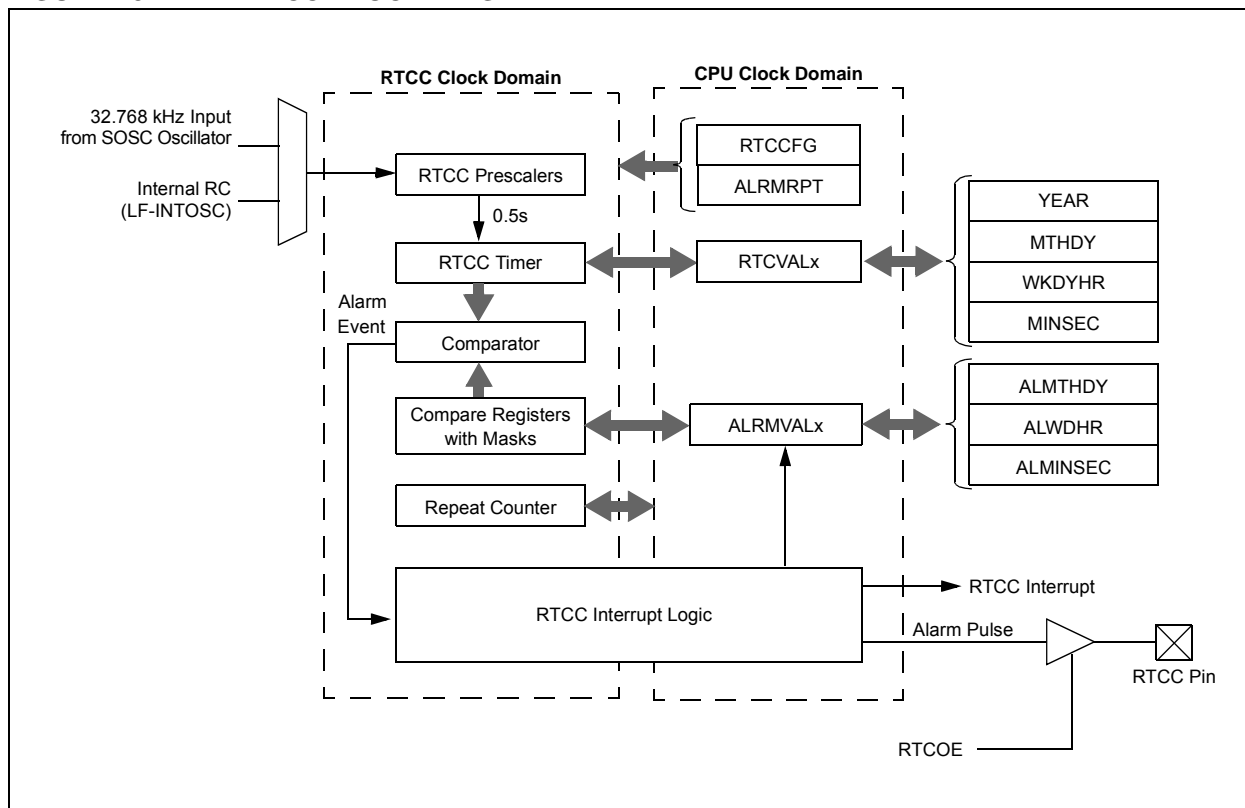 RTCC Clock Domain
CPU Clock Domain
32.768 kHz Input
from SOSC Oscillator
Internal RC
(LF-INTOSC)
RTCC Prescalers
0.5s
RTCC Timer
Alarm
Event
Comparator
Compare Registers
with Masks
Repeat Counter
RTCC Interrupt Logic
RTCCFG
ALRMRPT
RTCVALx
ALRMVALx
YEAR
MTHDY
WKDYHR
MINSEC
ALMTHDY
ALWDHR
ALMINSEC
RTCC Interrupt
Alarm Pulse
RTCC Pin
RTCOE